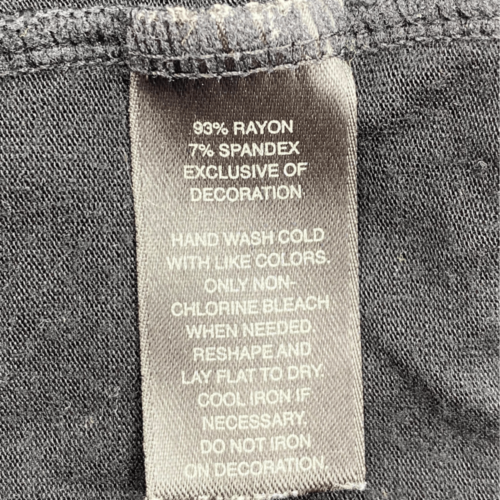 93% RAYON
7% SPANDEX
EXCLUSIVE OF
DECORATION
HAND WASH COLD
WITH LIKE COLORS.
ONLY NON-
CHLORINE BLEACH
WHEN NEEDED.
RESHAPE AND
LAY FLAT TO DRY.
COOL IRON IF
NECESSARY.
DO NOT IRON
ON DECORATION.